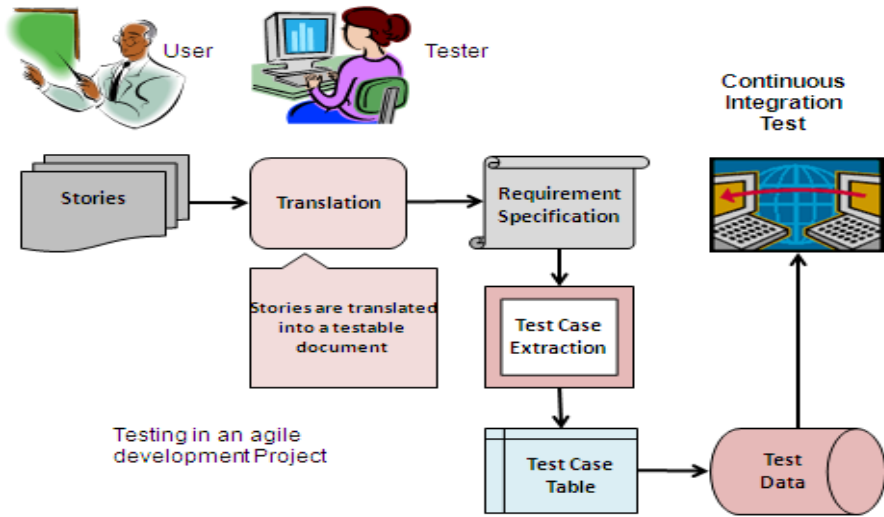 User
Tester
Continuous
Integration
Test
Stories
Translation
Requirement
Specification
Stories are translated
into a testable
document
Test Case
Extraction
Testing in an agile
development Project
Test Case
Table
Test
Data